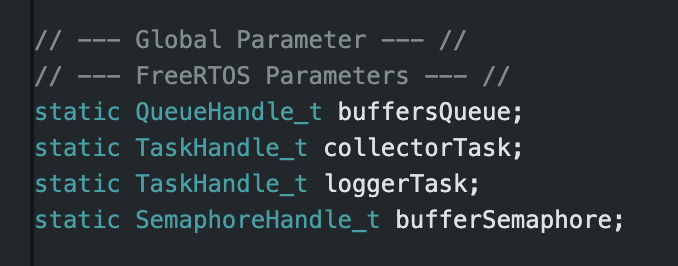 // --- Global Parameter --- //
// --- FreeRTOS Parameters --- //
static QueueHandle_t buffersQueue;
static TaskHandle_t collectorTask;
static TaskHandle_t loggerTask;
static SemaphoreHandle_t bufferSemaphore;